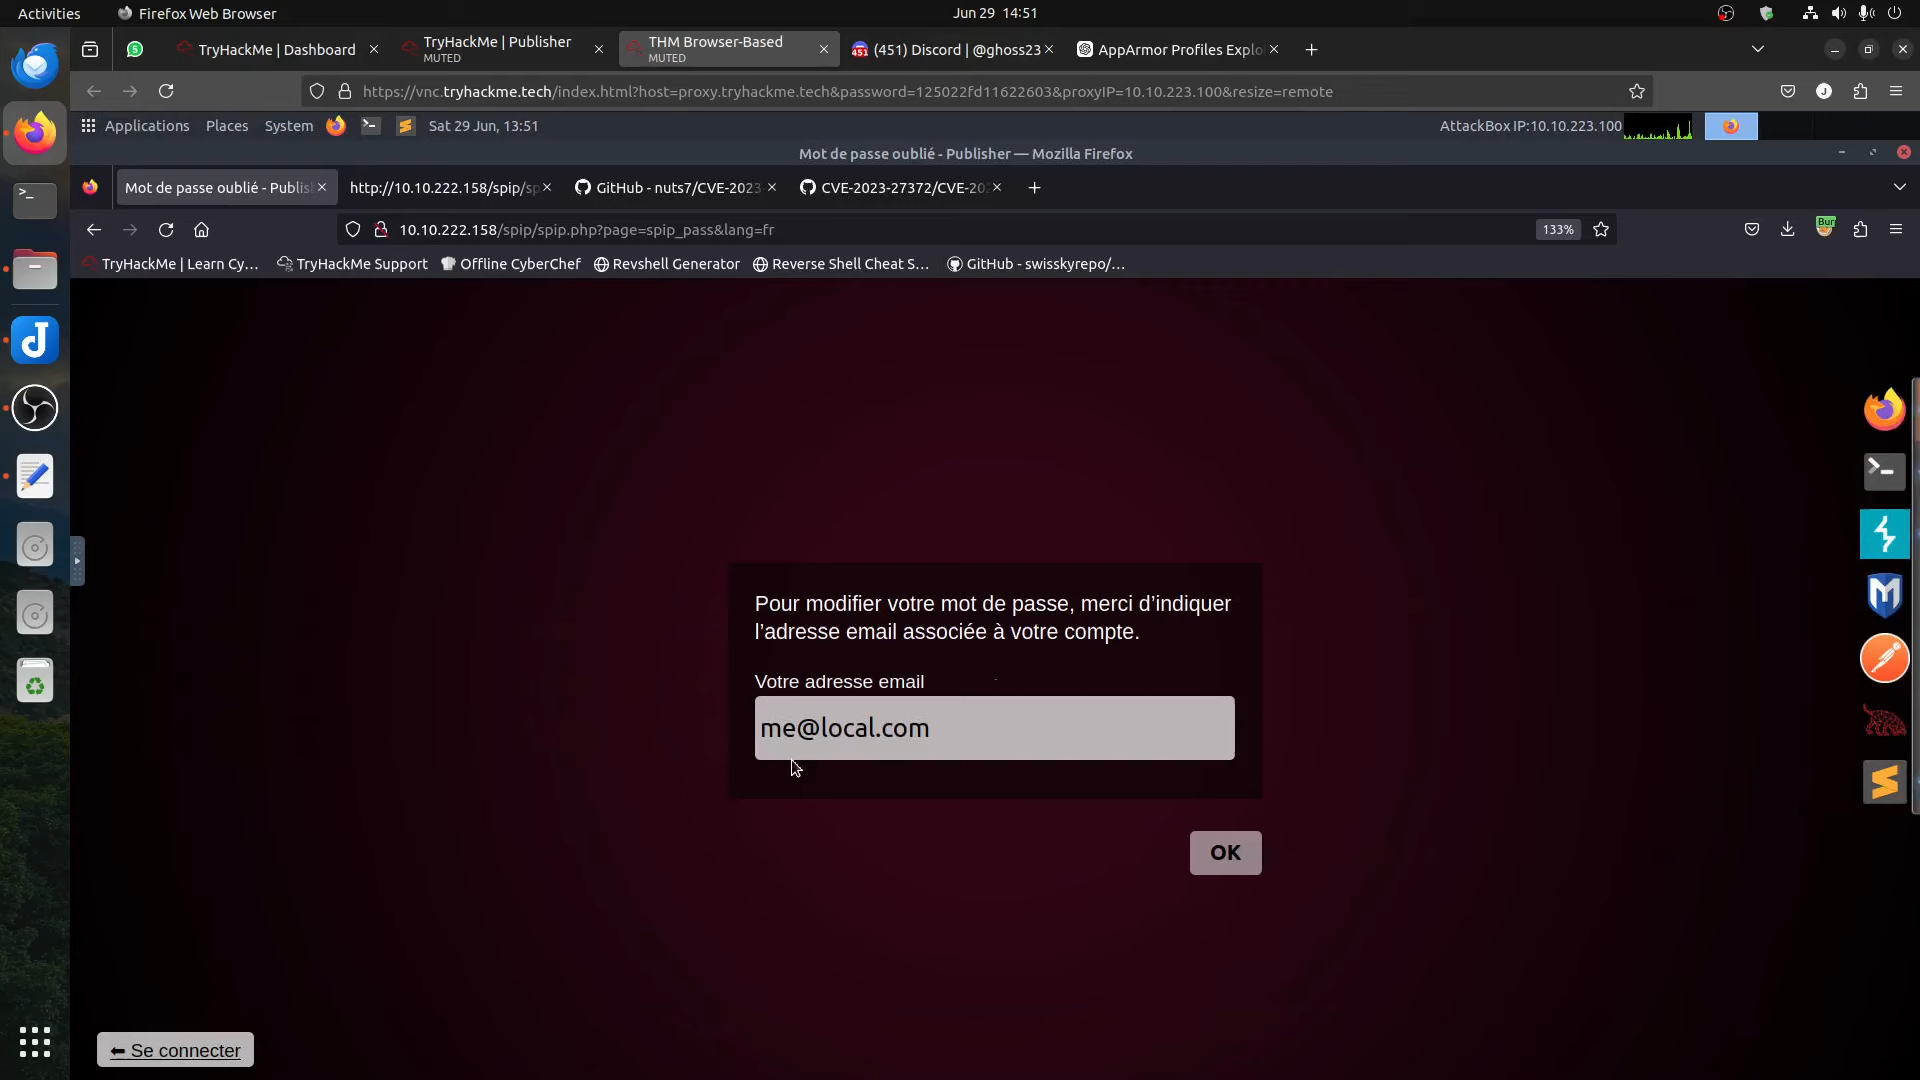 Activities
Firefox Web Browser
Jun 29 14:51
TryHackMe | Dashboard
TryHackMe | Publisher
MUTED
THM Browser-Based
MUTED
(451) Discord | @ghoss23
AppArmor Profiles Explo
https://vnc.tryhackme.tech/index.html?host=proxy.tryhackme.tech&password=125022fd11622603&proxyIP=10.10.223.100&resize=remote
Applications Places System Sat 29 Jun, 13:51 AttackBox IP:10.10.223.100
Mot de passe oublié - Publisher — Mozilla Firefox
Mot de passe oublié - Publis
http://10.10.222.158/spip/sp
GitHub - nuts7/CVE-2023
CVE-2023-27372/CVE-20
10.10.222.158/spip/spip.php?page=spip_pass&lang=fr
133%
Bur
TryHackMe | Learn Cy...
TryHackMe Support
Offline CyberChef
Revshell Generator
Reverse Shell Cheat S...
GitHub - swisskyrepo/...
Pour modifier votre mot de passe, merci d’indiquer
l’adresse email associée à votre compte.
Votre adresse email
me@local.com
OK
⬅ Se connecter